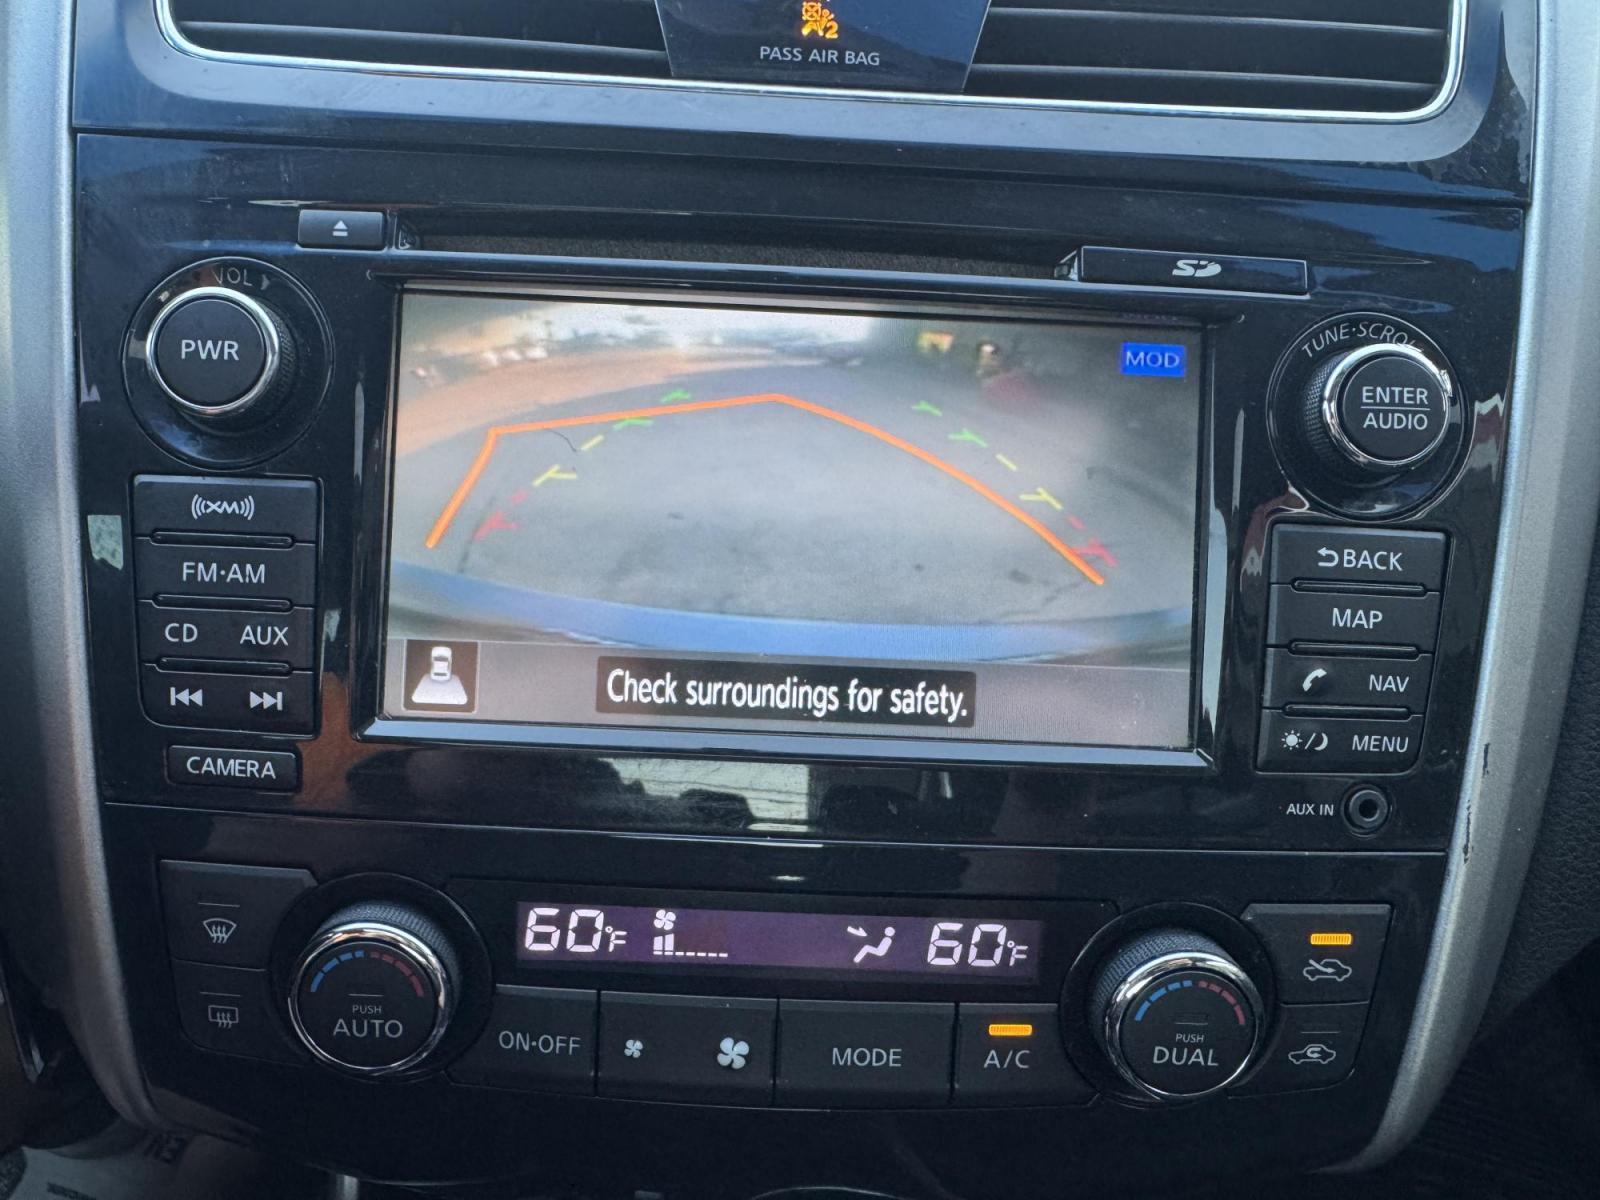 2
PASS AIR BAG
VOL
PWR
TUNE·SCROLL
ENTER
AUDIO
MOD
XM
FM·AM
CD AUX
CAMERA
BACK
MAP
NAV
MENU
AUX IN
Check surroundings for safety.
60°F
60°F
PUSH
AUTO
ON·OFF
MODE
A/C
PUSH
DUAL